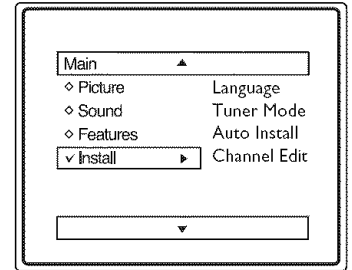 Main
◇ Picture Language
◇ Sound Tuner Mode
◇ Features Auto Install
✓ Install Channel Edit